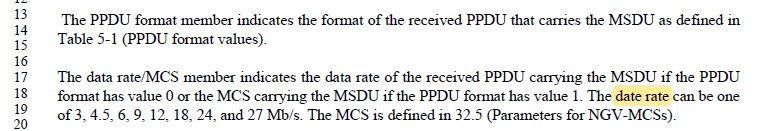 12
13 The PPDU format member indicates the format of the received PPDU that carries the MSDU as defined in
14 Table 5-1 (PPDU format values).
15
16
17 The data rate/MCS member indicates the data rate of the received PPDU carrying the MSDU if the PPDU
18 format has value 0 or the MCS carrying the MSDU if the PPDU format has value 1. The date rate can be one
19 of 3, 4.5, 6, 9, 12, 18, 24, and 27 Mb/s. The MCS is defined in 32.5 (Parameters for NGV-MCSs).
20